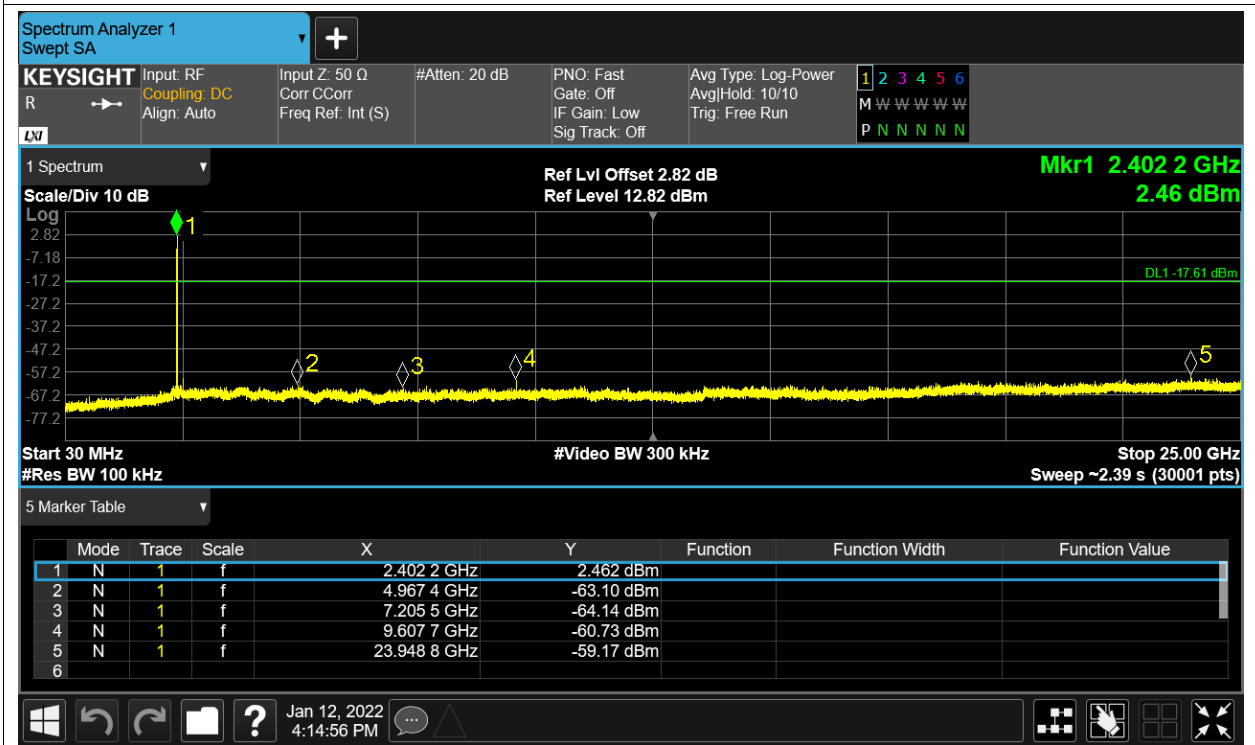 Spectrum Analyzer 1
Swept SA
+
KEYSIGHT Input: RF Input Z: 50 Ω #Atten: 20 dB PNO: Fast Avg Type: Log-Power 1 2 3 4 5 6
R Coupling: DC Corr CCorr Gate: Off Avg|Hold: 10/10 M W W W W W
Align: Auto Freq Ref: Int (S) IF Gain: Low Trig: Free Run
LXI Sig Track: Off P N N N N N
1 Spectrum Ref Lvl Offset 2.82 dB Mkr1 2.402 2 GHz
Scale/Div 10 dB Ref Level 12.82 dBm 2.46 dBm
Log
1
2.82
-7.18
-17.2 DL1 -17.61 dBm
-27.2
-37.2
-47.2
2 3 4 5
-57.2
-67.2
-77.2
Start 30 MHz #Video BW 300 kHz Stop 25.00 GHz
#Res BW 100 kHz Sweep ~2.39 s (30001 pts)
5 Marker Table
Mode Trace Scale X Y Function Function Width Function Value
1 N 1 f 2.402 2 GHz 2.462 dBm
2 N 1 f 4.967 4 GHz -63.10 dBm
3 N 1 f 7.205 5 GHz -64.14 dBm
4 N 1 f 9.607 7 GHz -60.73 dBm
5 N 1 f 23.948 8 GHz -59.17 dBm
6
? Jan 12, 2022
4:14:56 PM